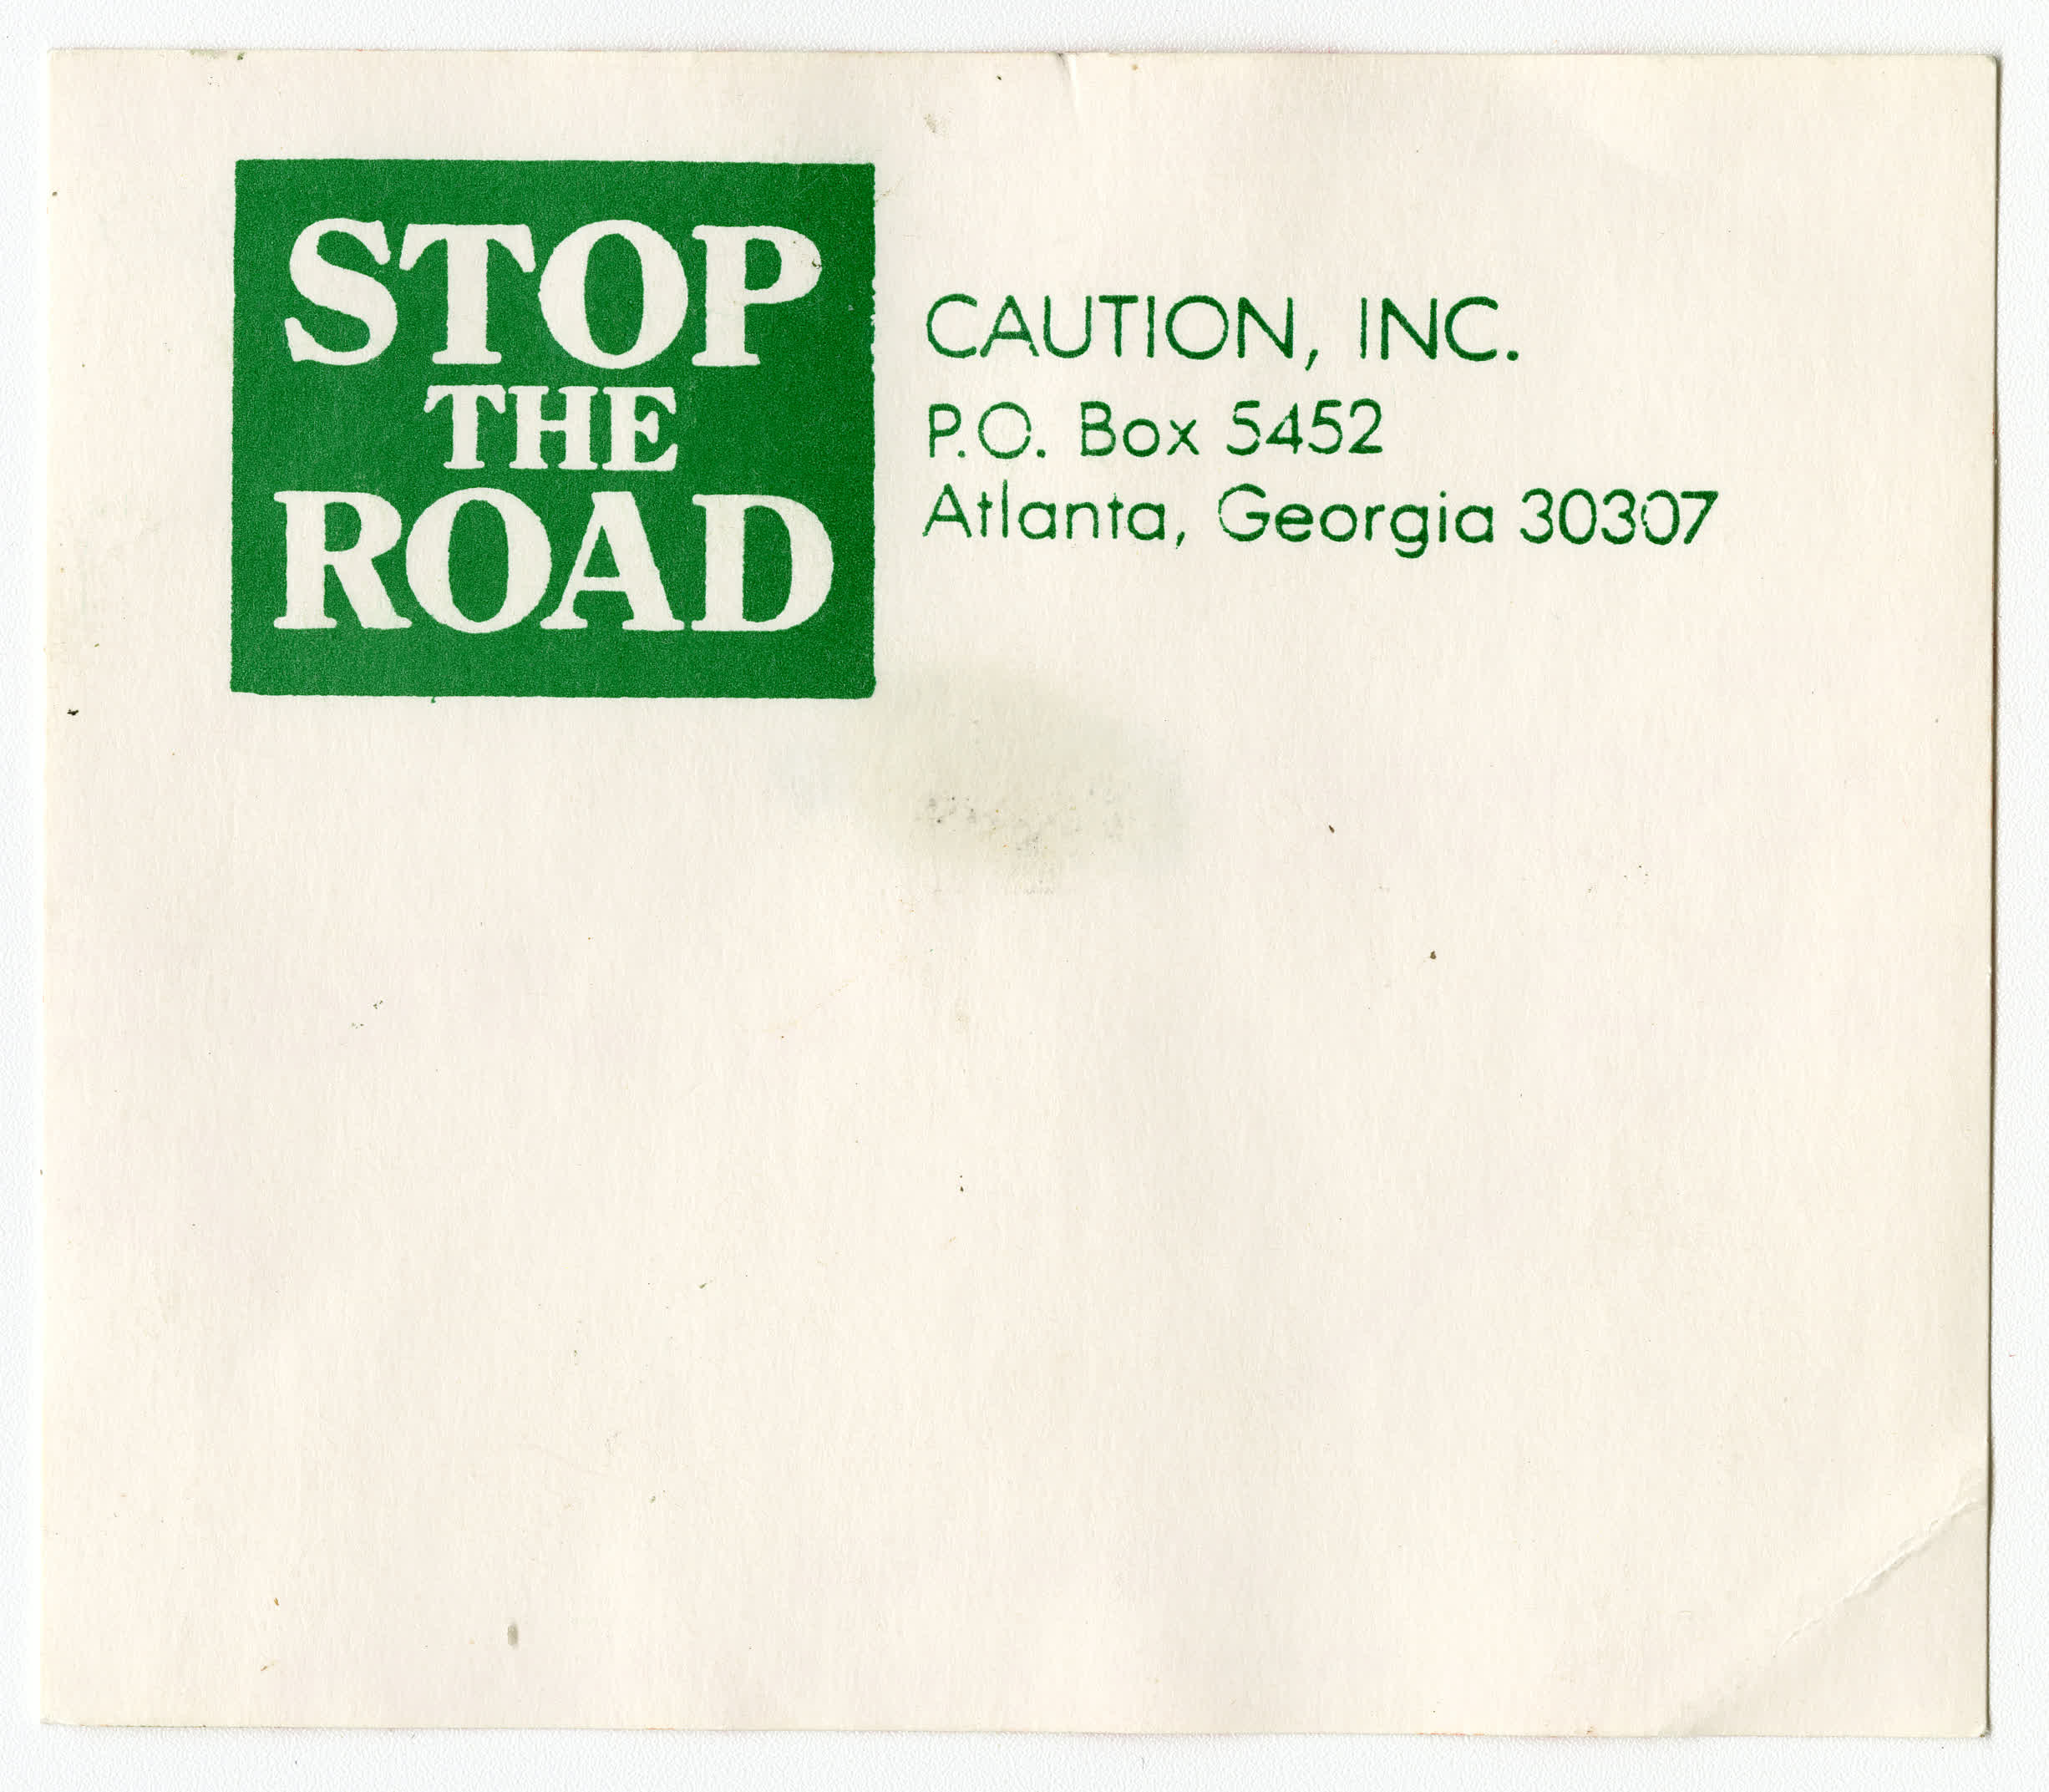 STOP
THE
ROAD
CAUTION, INC.
P.O. Box 5452
Atlanta, Georgia 30307